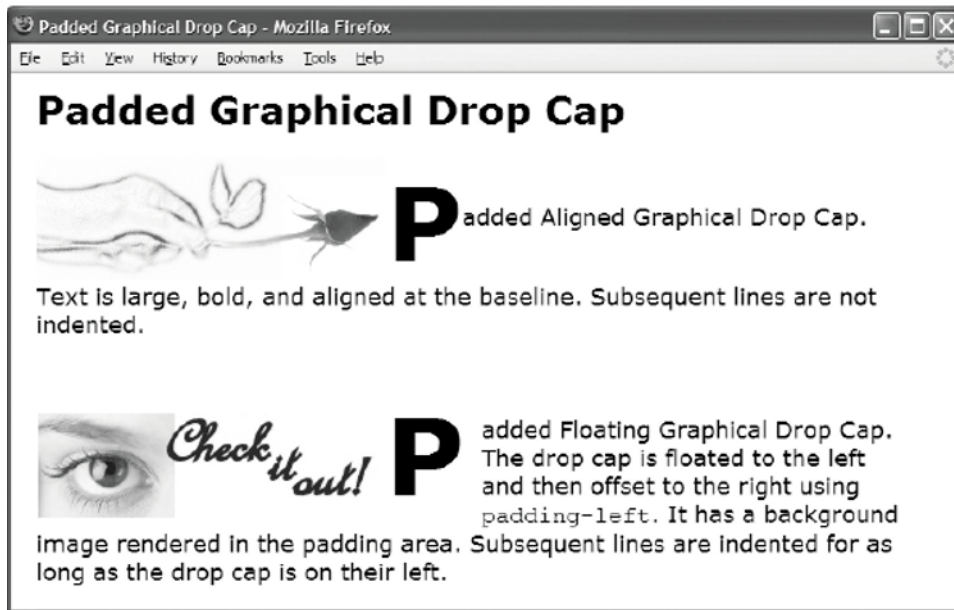 Padded Graphical Drop Cap - Mozilla Firefox
File Edit View History Bookmarks Tools Help
Padded Graphical Drop Cap
Padded Aligned Graphical Drop Cap.
Text is large, bold, and aligned at the baseline. Subsequent lines are not
indented.
Check it out!
Padded Floating Graphical Drop Cap.
The drop cap is floated to the left
and then offset to the right using
padding-left. It has a background
image rendered in the padding area. Subsequent lines are indented for as
long as the drop cap is on their left.